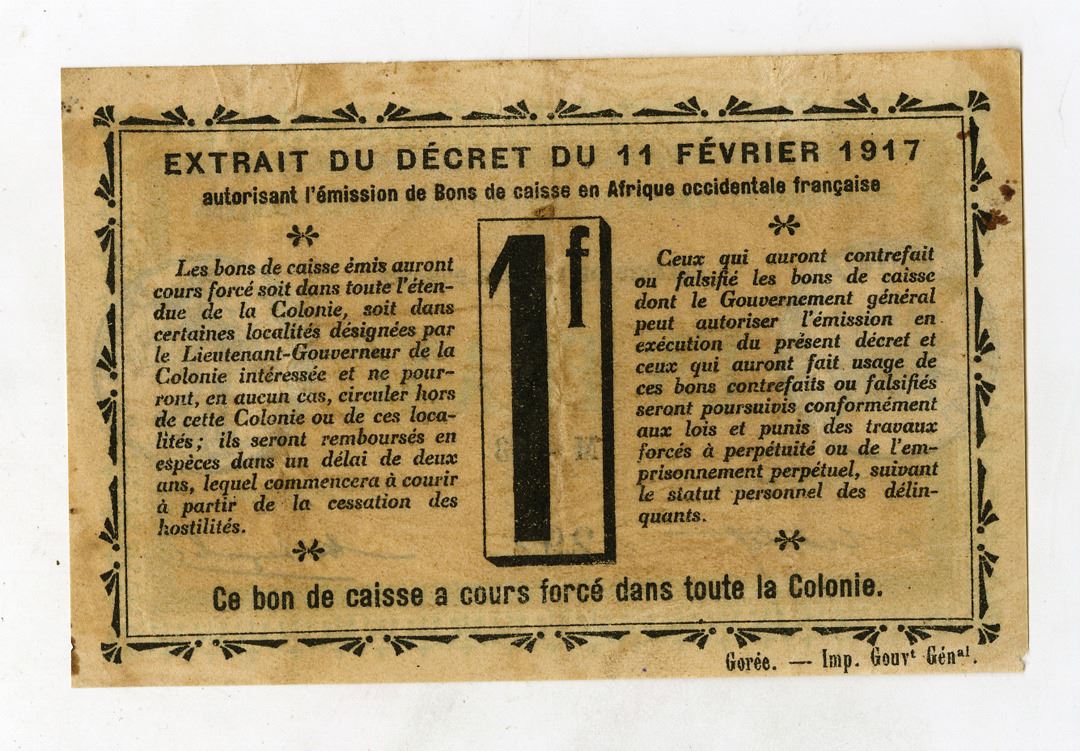 EXTRAIT DU DÉCRET DU 11 FÉVRIER 1917
autorisant l'émission de Bons de caisse en Afrique occidentale française
Les bons de caisse émis auront
cours forcé soit dans toute l'éten-
due de la Colonie, soit dans
certaines localités désignées par
le Lieutenant-Gouverneur de la
Colonie intéressée et ne pour-
ront, en aucun cas, circuler hors
de cette Colonie ou de ces loca-
lités; ils seront remboursés en
espèces dans un délai de deux
ans, lequel commencera à courir
à partir de la cessation des
hostilités.
1f
Ceux qui auront contrefait
ou falsifié les bons de caisse
dont le Gouvernement général
peut autoriser l'émission en
exécution du présent décret et
ceux qui auront fait usage de
ces bons contrefaits ou falsifiés
seront poursuivis conformément
aux lois et punis des travaux
forcés à perpétuité ou de l'em-
prisonnement perpétuel, suivant
le statut personnel des délin-
quants.
Ce bon de caisse a cours forcé dans toute la Colonie.
Gorée. — Imp. Gouvt Génal.